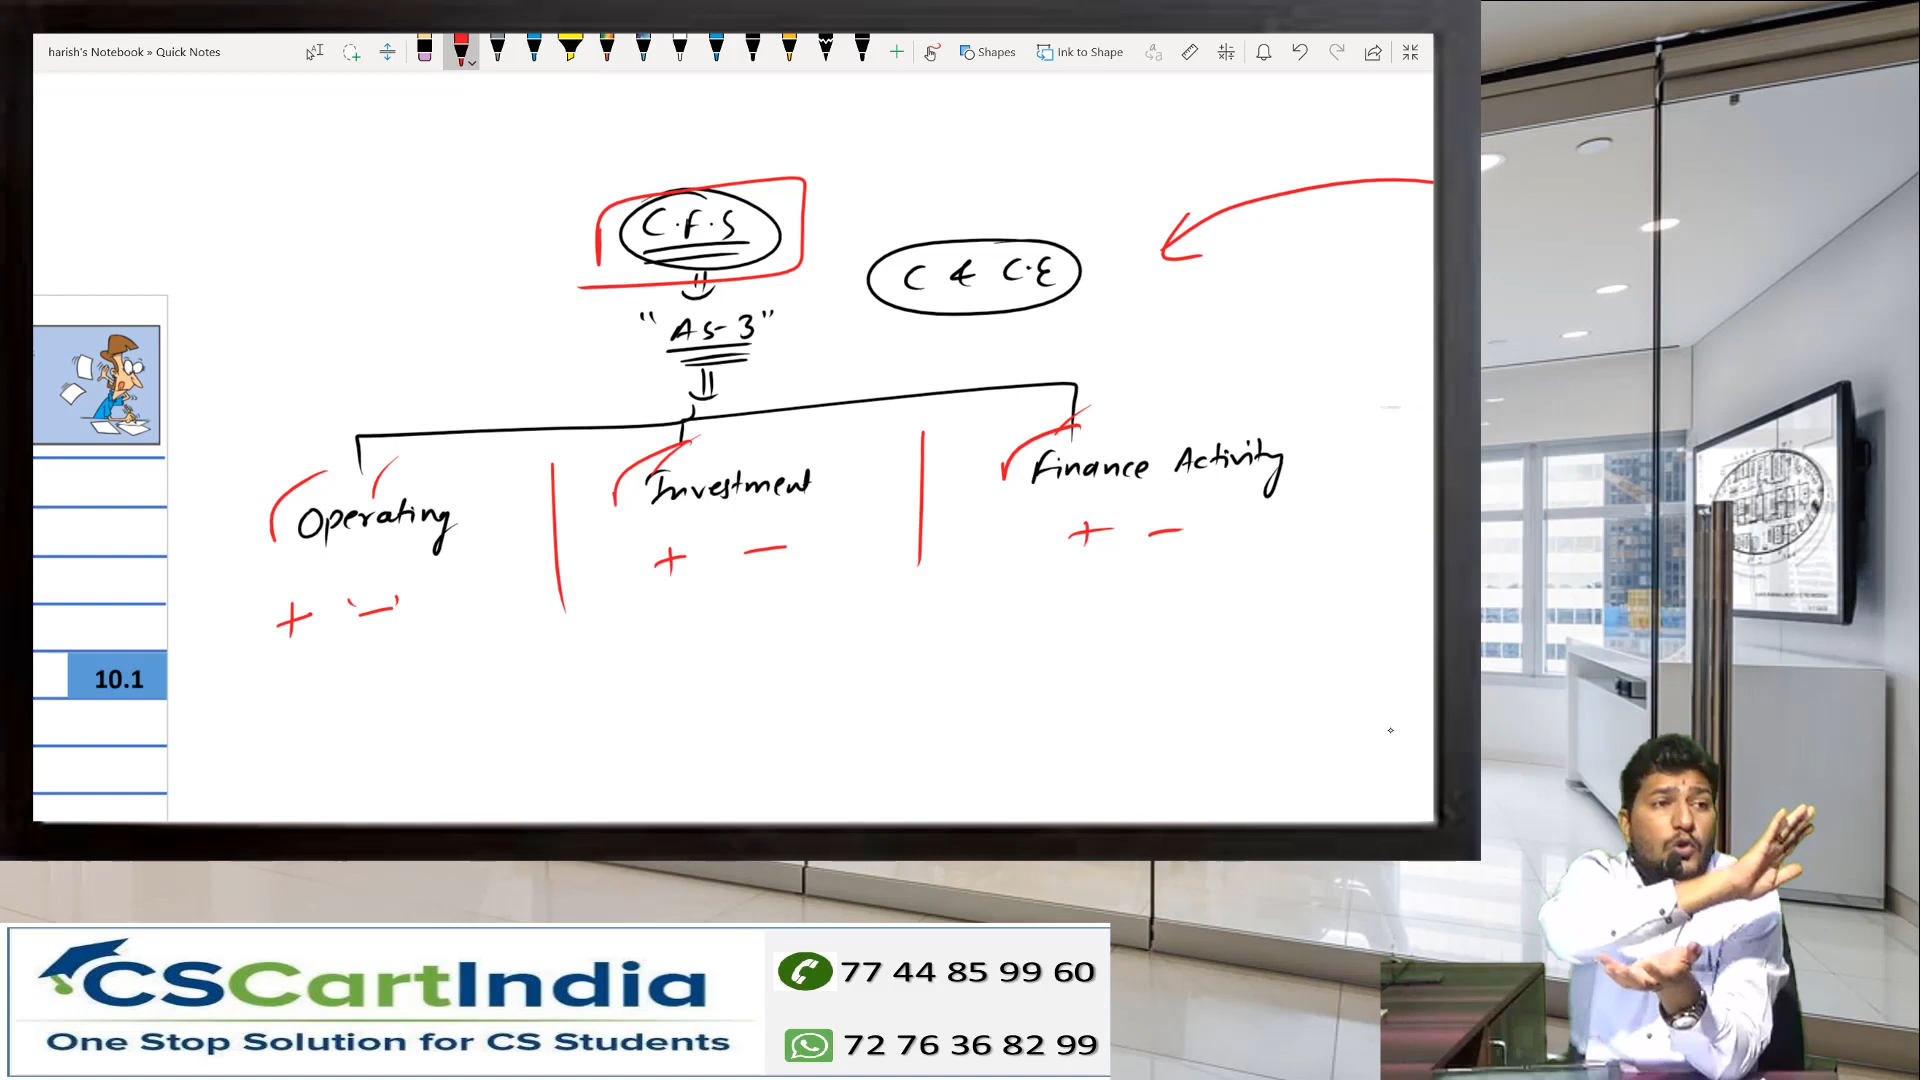 harish's Notebook » Quick Notes
Shapes
Ink to Shape
C.F.S
C & C.E
"AS-3"
Operating
Investment
Finance Activity
+ -
+ -
+ '-'
10.1
CSCartIndia
One Stop Solution for CS Students
77 44 85 99 60
72 76 36 82 99